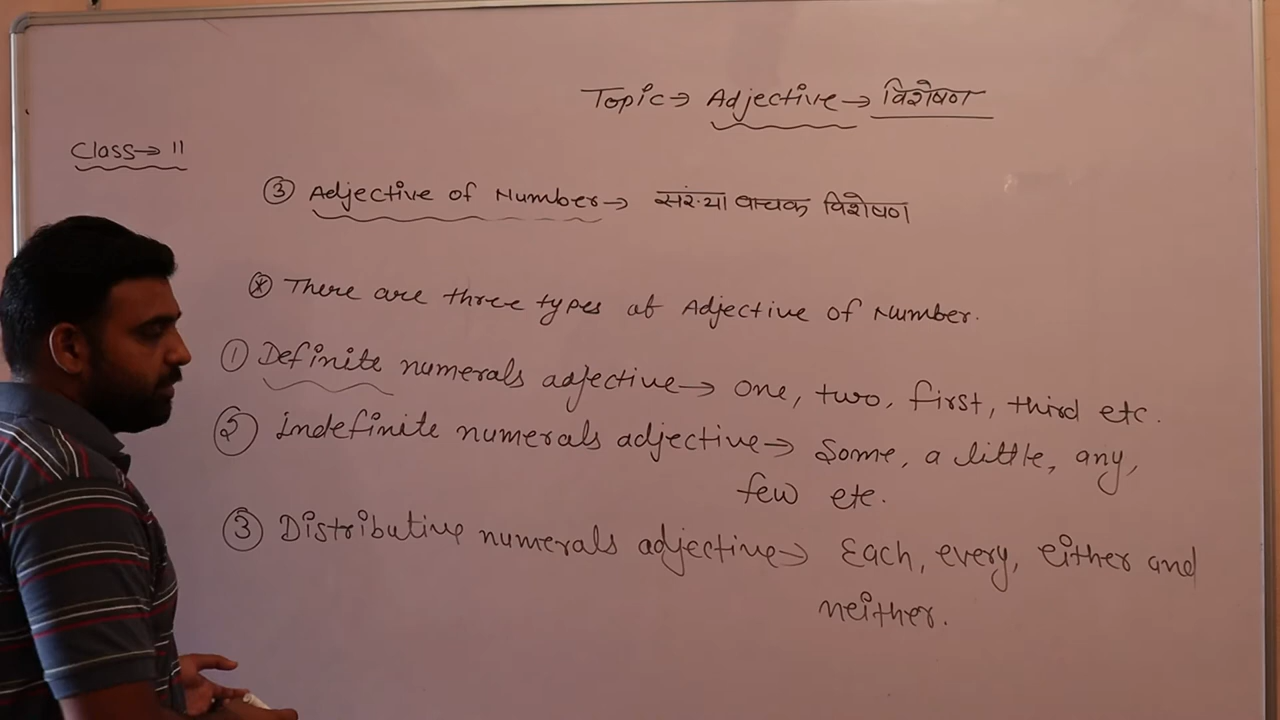 Topic→ Adjective→ विशेषण
Class→ 11
③ Adjective of Number→ संख्या वाचक विशेषण
ⓧ There are three types of Adjective of Number.
① Definite numerals adjective→ one, two, first, third etc.
② indefinite numerals adjective→ Some, a little, any,
few etc.
③ Distributive numerals adjective→ Each, every, either and
neither.